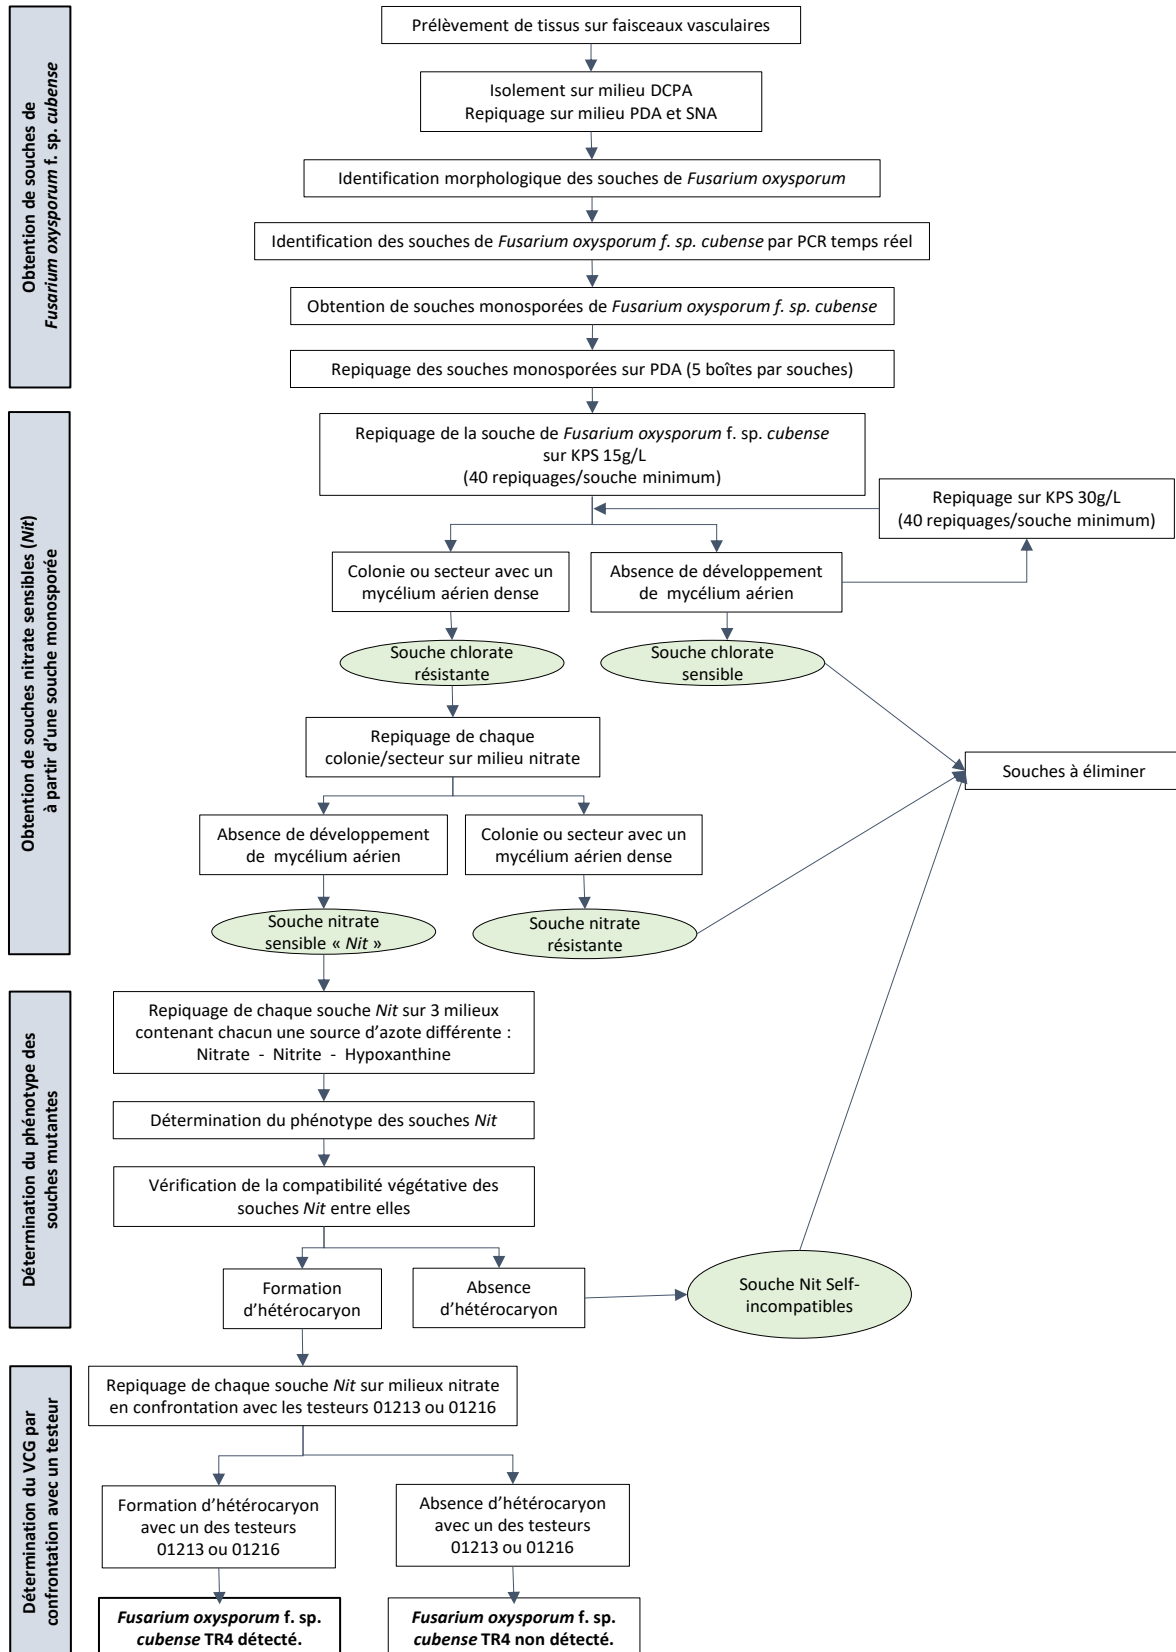 Obtention de souches de
Fusarium oxysporum f. sp. cubense
Prélèvement de tissus sur faisceaux vasculaires
Isolement sur milieu DCPA
Repiquage sur milieu PDA et SNA
Identification morphologique des souches de Fusarium oxysporum
Identification des souches de Fusarium oxysporum f. sp. cubense par PCR temps réel
Obtention de souches monosporées de Fusarium oxysporum f. sp. cubense
Repiquage des souches monosporées sur PDA (5 boîtes par souches)
Obtention de souches nitrate sensibles (Nit)
à partir d'une souche monosporée
Repiquage de la souche de Fusarium oxysporum f. sp. cubense
sur KPS 15g/L
(40 repiquages/souche minimum)
Repiquage sur KPS 30g/L
(40 repiquages/souche minimum)
Colonie ou secteur avec un
mycélium aérien dense
Absence de développement
de mycélium aérien
Souche chlorate
résistante
Souche chlorate
sensible
Repiquage de chaque
colonie/secteur sur milieu nitrate
Souches à éliminer
Absence de développement
de mycélium aérien
Colonie ou secteur avec un
mycélium aérien dense
Souche nitrate
sensible « Nit »
Souche nitrate
résistante
Détermination du phénotype des
souches mutantes
Repiquage de chaque souche Nit sur 3 milieux
contenant chacun une source d'azote différente :
Nitrate - Nitrite - Hypoxanthine
Détermination du phénotype des souches Nit
Vérification de la compatibilité végétative des
souches Nit entre elles
Formation
d'hétérocaryon
Absence
d'hétérocaryon
Souche Nit Self-
incompatibles
Détermination du VCG par
confrontation avec un testeur
Repiquage de chaque souche Nit sur milieux nitrate
en confrontation avec les testeurs 01213 ou 01216
Formation d'hétérocaryon
avec un des testeurs
01213 ou 01216
Absence d'hétérocaryon
avec un des testeurs
01213 ou 01216
Fusarium oxysporum f. sp.
cubense TR4 détecté.
Fusarium oxysporum f. sp.
cubense TR4 non détecté.